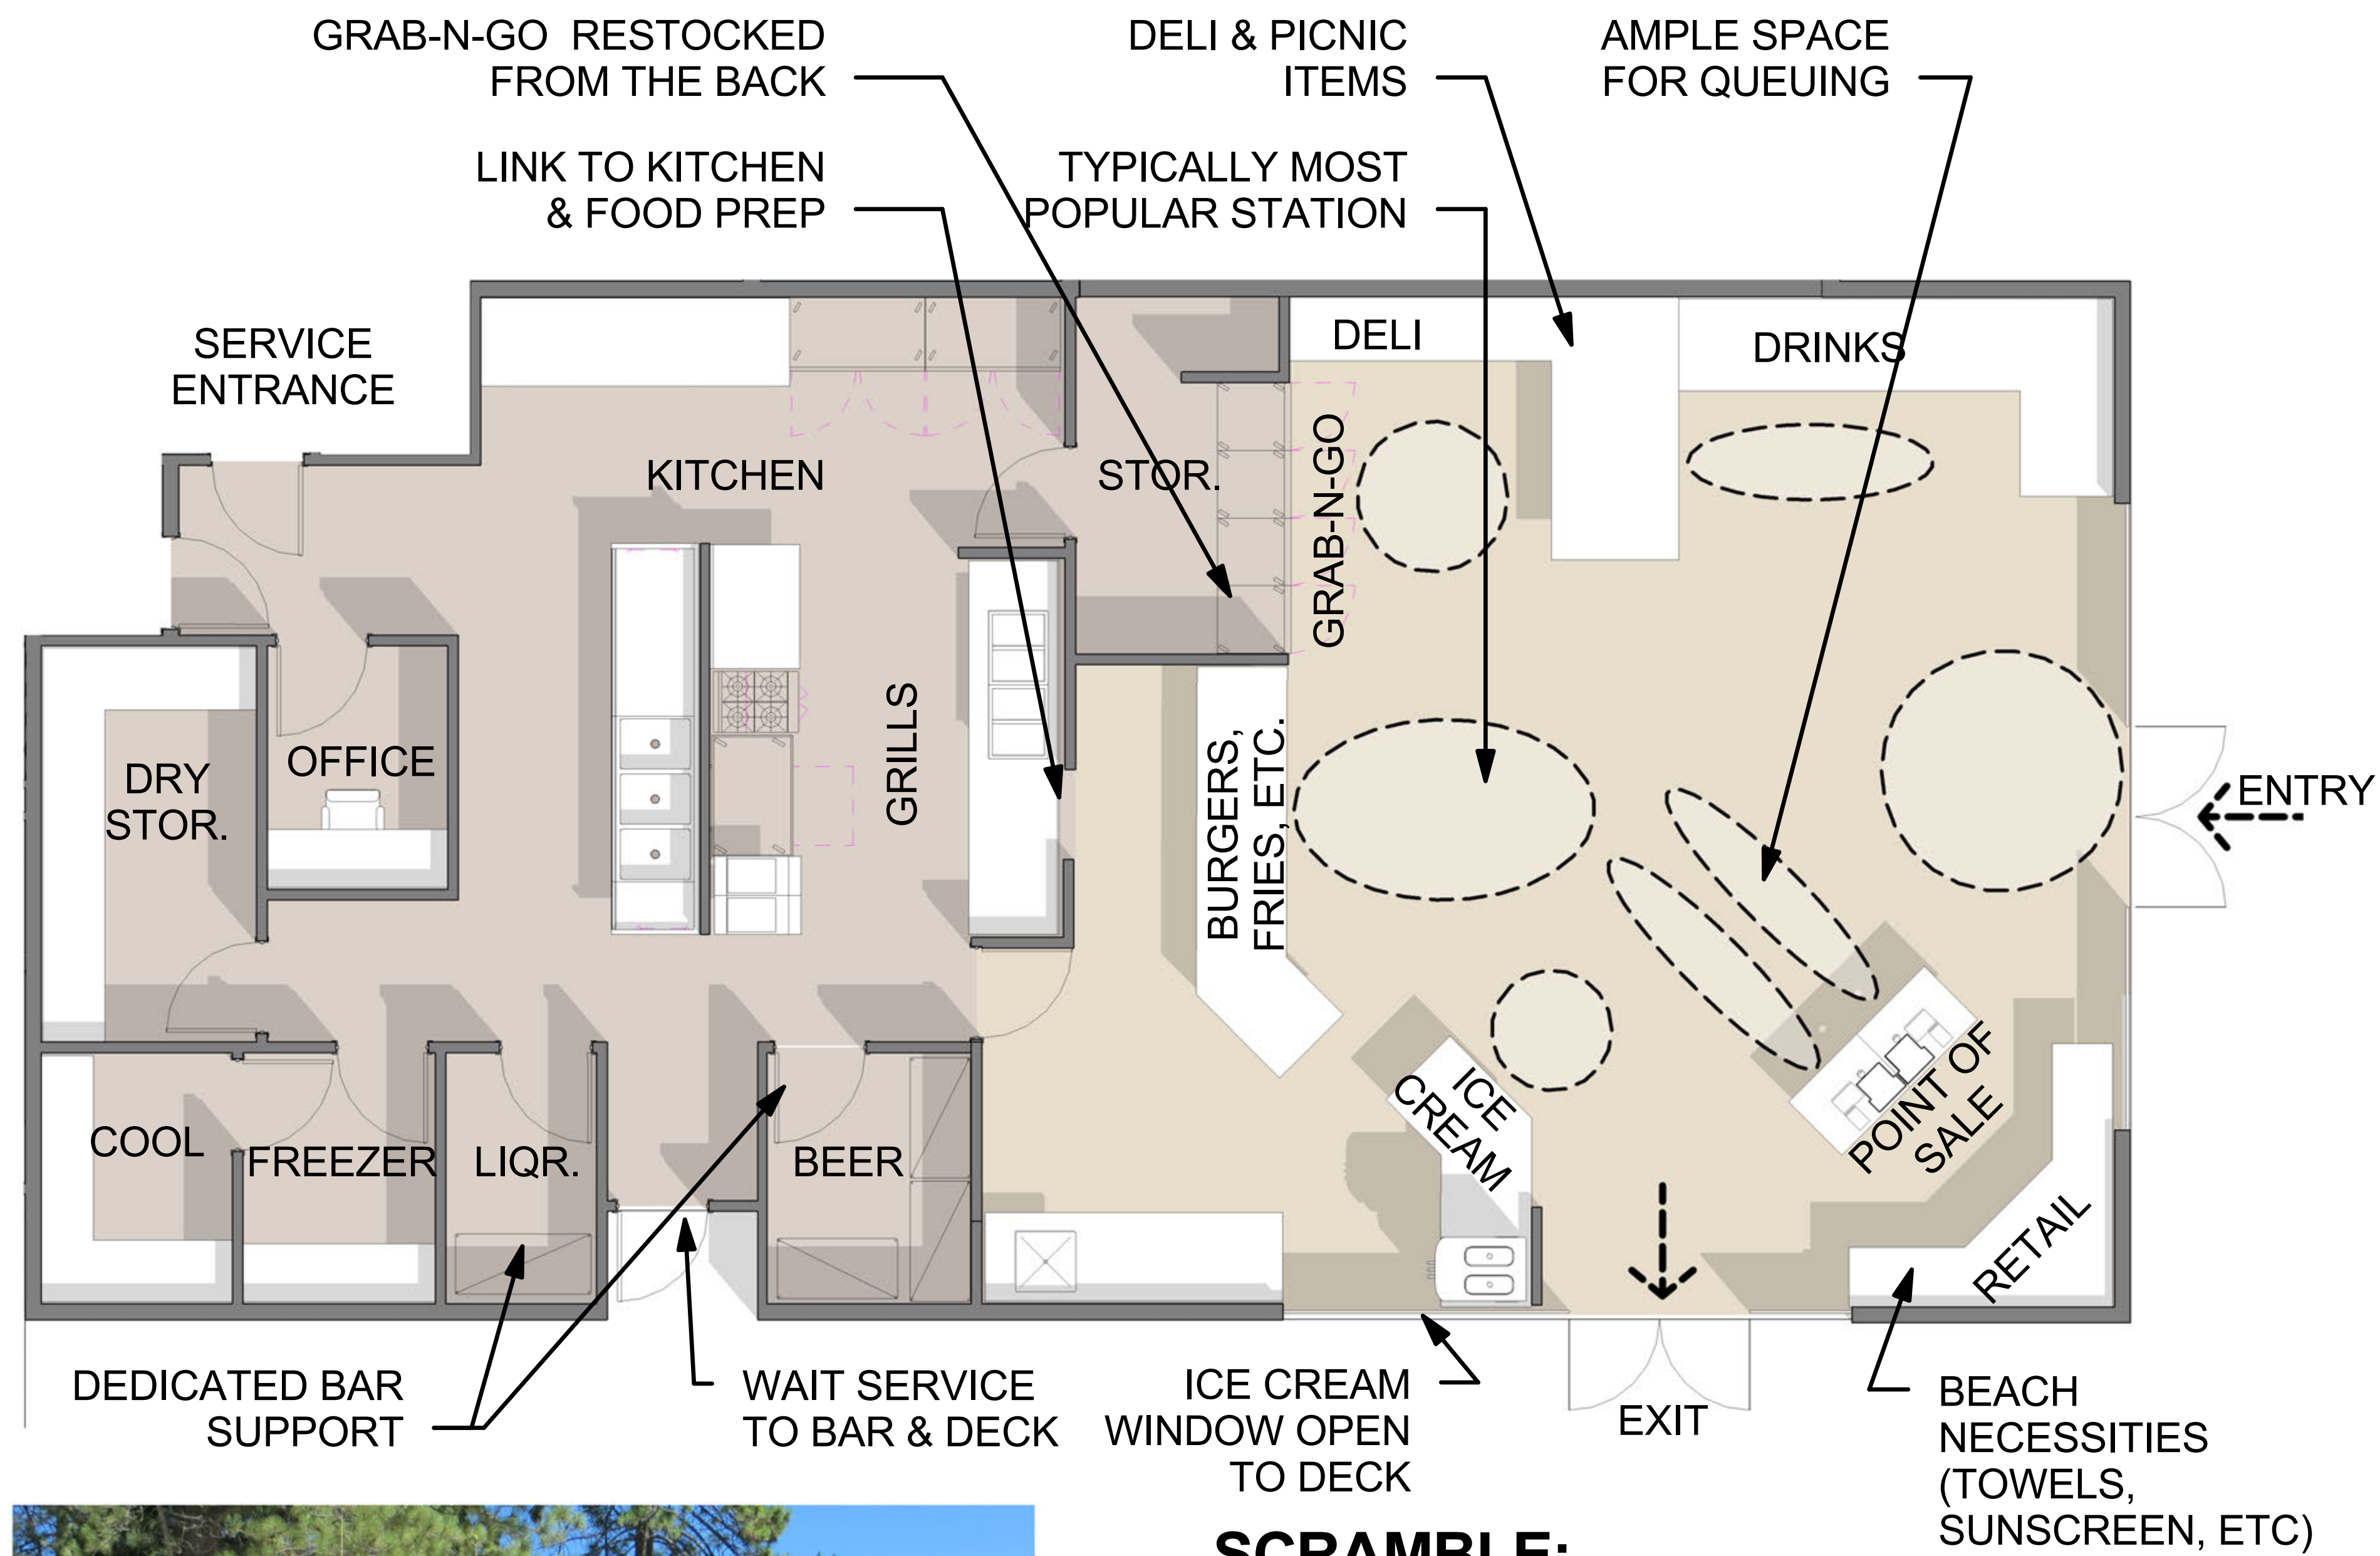 GRAB-N-GO RESTOCKED
FROM THE BACK
DELI & PICNIC
ITEMS
AMPLE SPACE
FOR QUEUING
LINK TO KITCHEN
& FOOD PREP
TYPICALLY MOST
POPULAR STATION
SERVICE
ENTRANCE
DELI
DRINKS
KITCHEN
STOR.
GRAB-N-GO
GRILLS
BURGERS,
FRIES, ETC.
OFFICE
DRY
STOR.
ENTRY
COOL
FREEZER
LIQR.
BEER
ICE
CREAM
POINT OF
SALE
RETAIL
DEDICATED BAR
SUPPORT
WAIT SERVICE
TO BAR & DECK
ICE CREAM
WINDOW OPEN
TO DECK
EXIT
BEACH
NECESSITIES
(TOWELS,
SUNSCREEN, ETC)
SCRAMBLE: